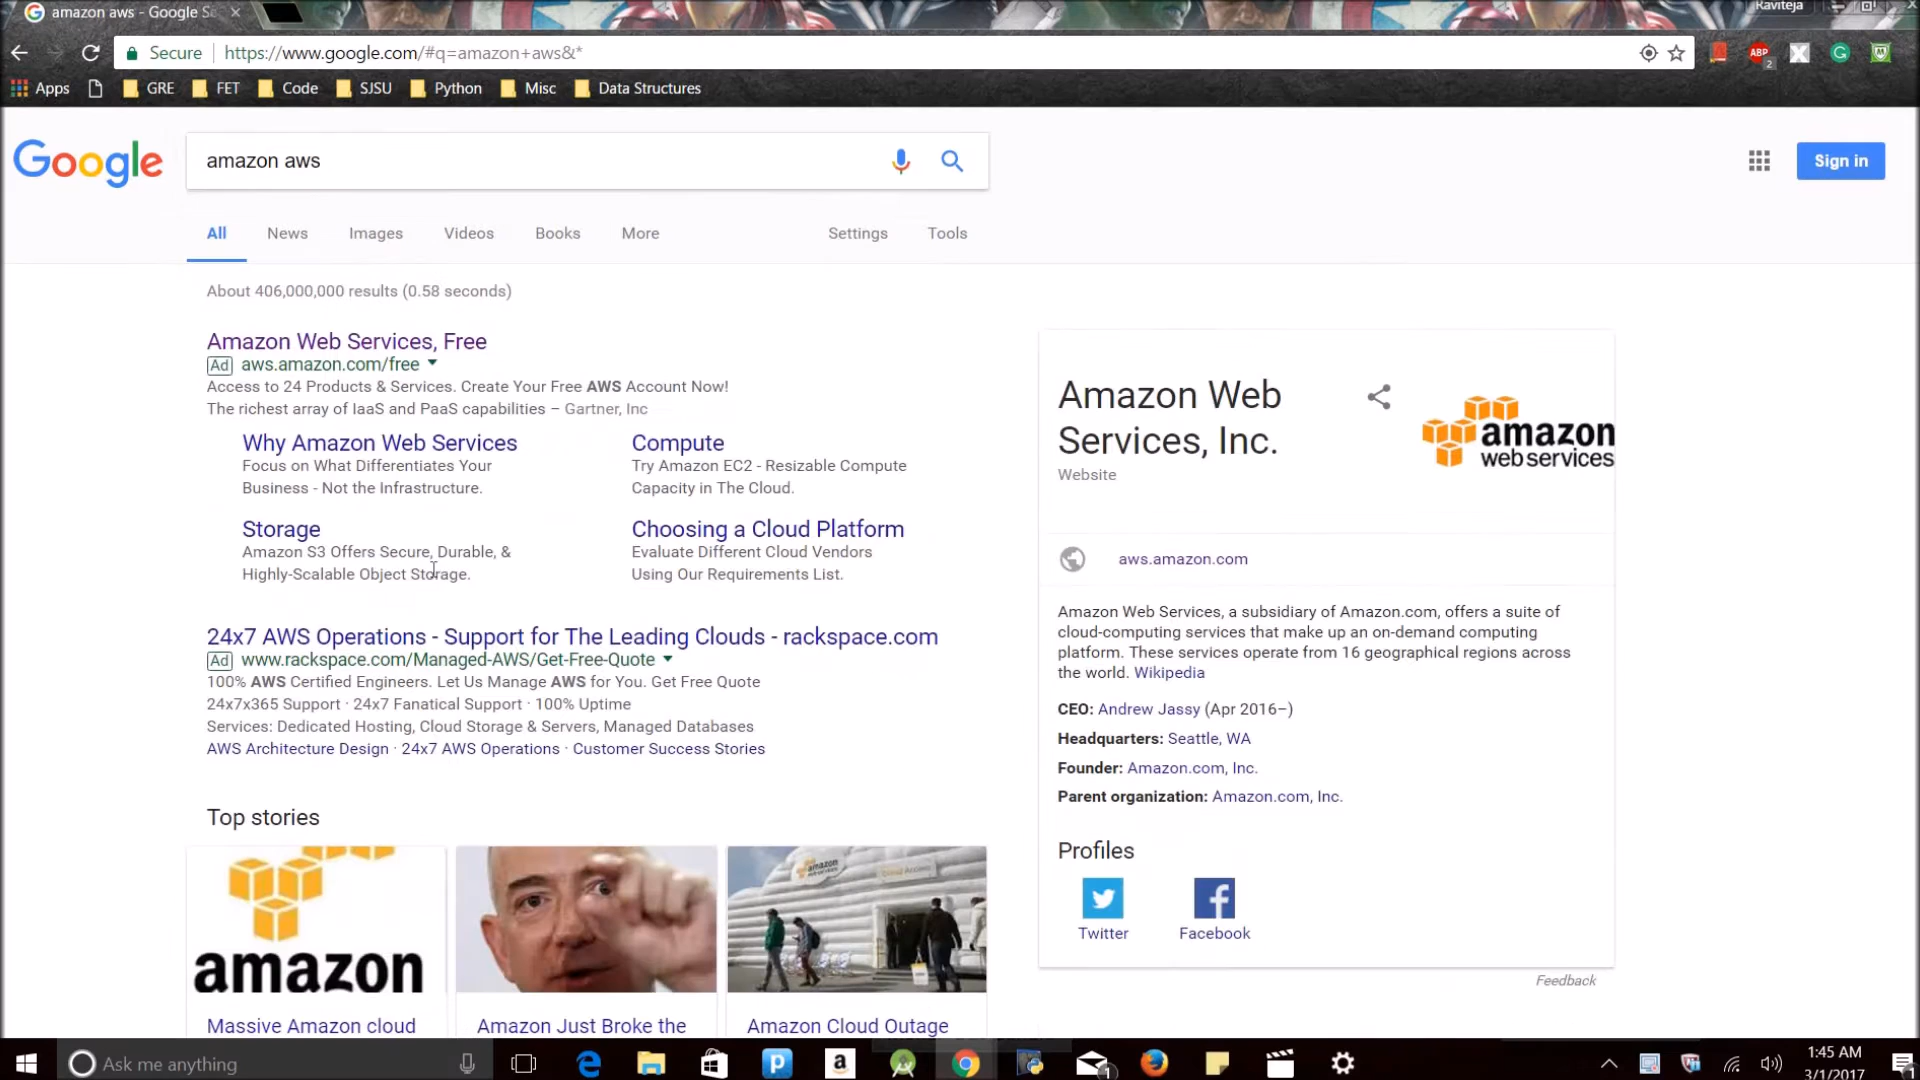 amazon aws - Google Se
Raviteja
Secure
https://www.google.com/#q=amazon+aws&*
ABP
2
Apps
GRE
FET
Code
SJSU
Python
Misc
Data Structures
Google
amazon aws
Sign in
All
News
Images
Videos
Books
More
Settings
Tools
About 406,000,000 results (0.58 seconds)
Amazon Web Services, Free
Ad aws.amazon.com/free
Access to 24 Products & Services. Create Your Free AWS Account Now!
The richest array of IaaS and PaaS capabilities – Gartner, Inc
Why Amazon Web Services
Focus on What Differentiates Your
Business - Not the Infrastructure.
Compute
Try Amazon EC2 - Resizable Compute
Capacity in The Cloud.
Storage
Amazon S3 Offers Secure, Durable, &
Highly-Scalable Object Storage.
Choosing a Cloud Platform
Evaluate Different Cloud Vendors
Using Our Requirements List.
24x7 AWS Operations - Support for The Leading Clouds - rackspace.com
Ad www.rackspace.com/Managed-AWS/Get-Free-Quote
100% AWS Certified Engineers. Let Us Manage AWS for You. Get Free Quote
24x7x365 Support · 24x7 Fanatical Support · 100% Uptime
Services: Dedicated Hosting, Cloud Storage & Servers, Managed Databases
AWS Architecture Design · 24x7 AWS Operations · Customer Success Stories
Top stories
amazon
Massive Amazon cloud
Amazon Just Broke the
Amazon Cloud Outage
Amazon Web
Services, Inc.
Website
amazon
web services
aws.amazon.com
Amazon Web Services, a subsidiary of Amazon.com, offers a suite of
cloud-computing services that make up an on-demand computing
platform. These services operate from 16 geographical regions across
the world. Wikipedia
CEO: Andrew Jassy (Apr 2016–)
Headquarters: Seattle, WA
Founder: Amazon.com, Inc.
Parent organization: Amazon.com, Inc.
Profiles
Twitter
Facebook
Feedback
Ask me anything
1
1:45 AM
3/1/2017